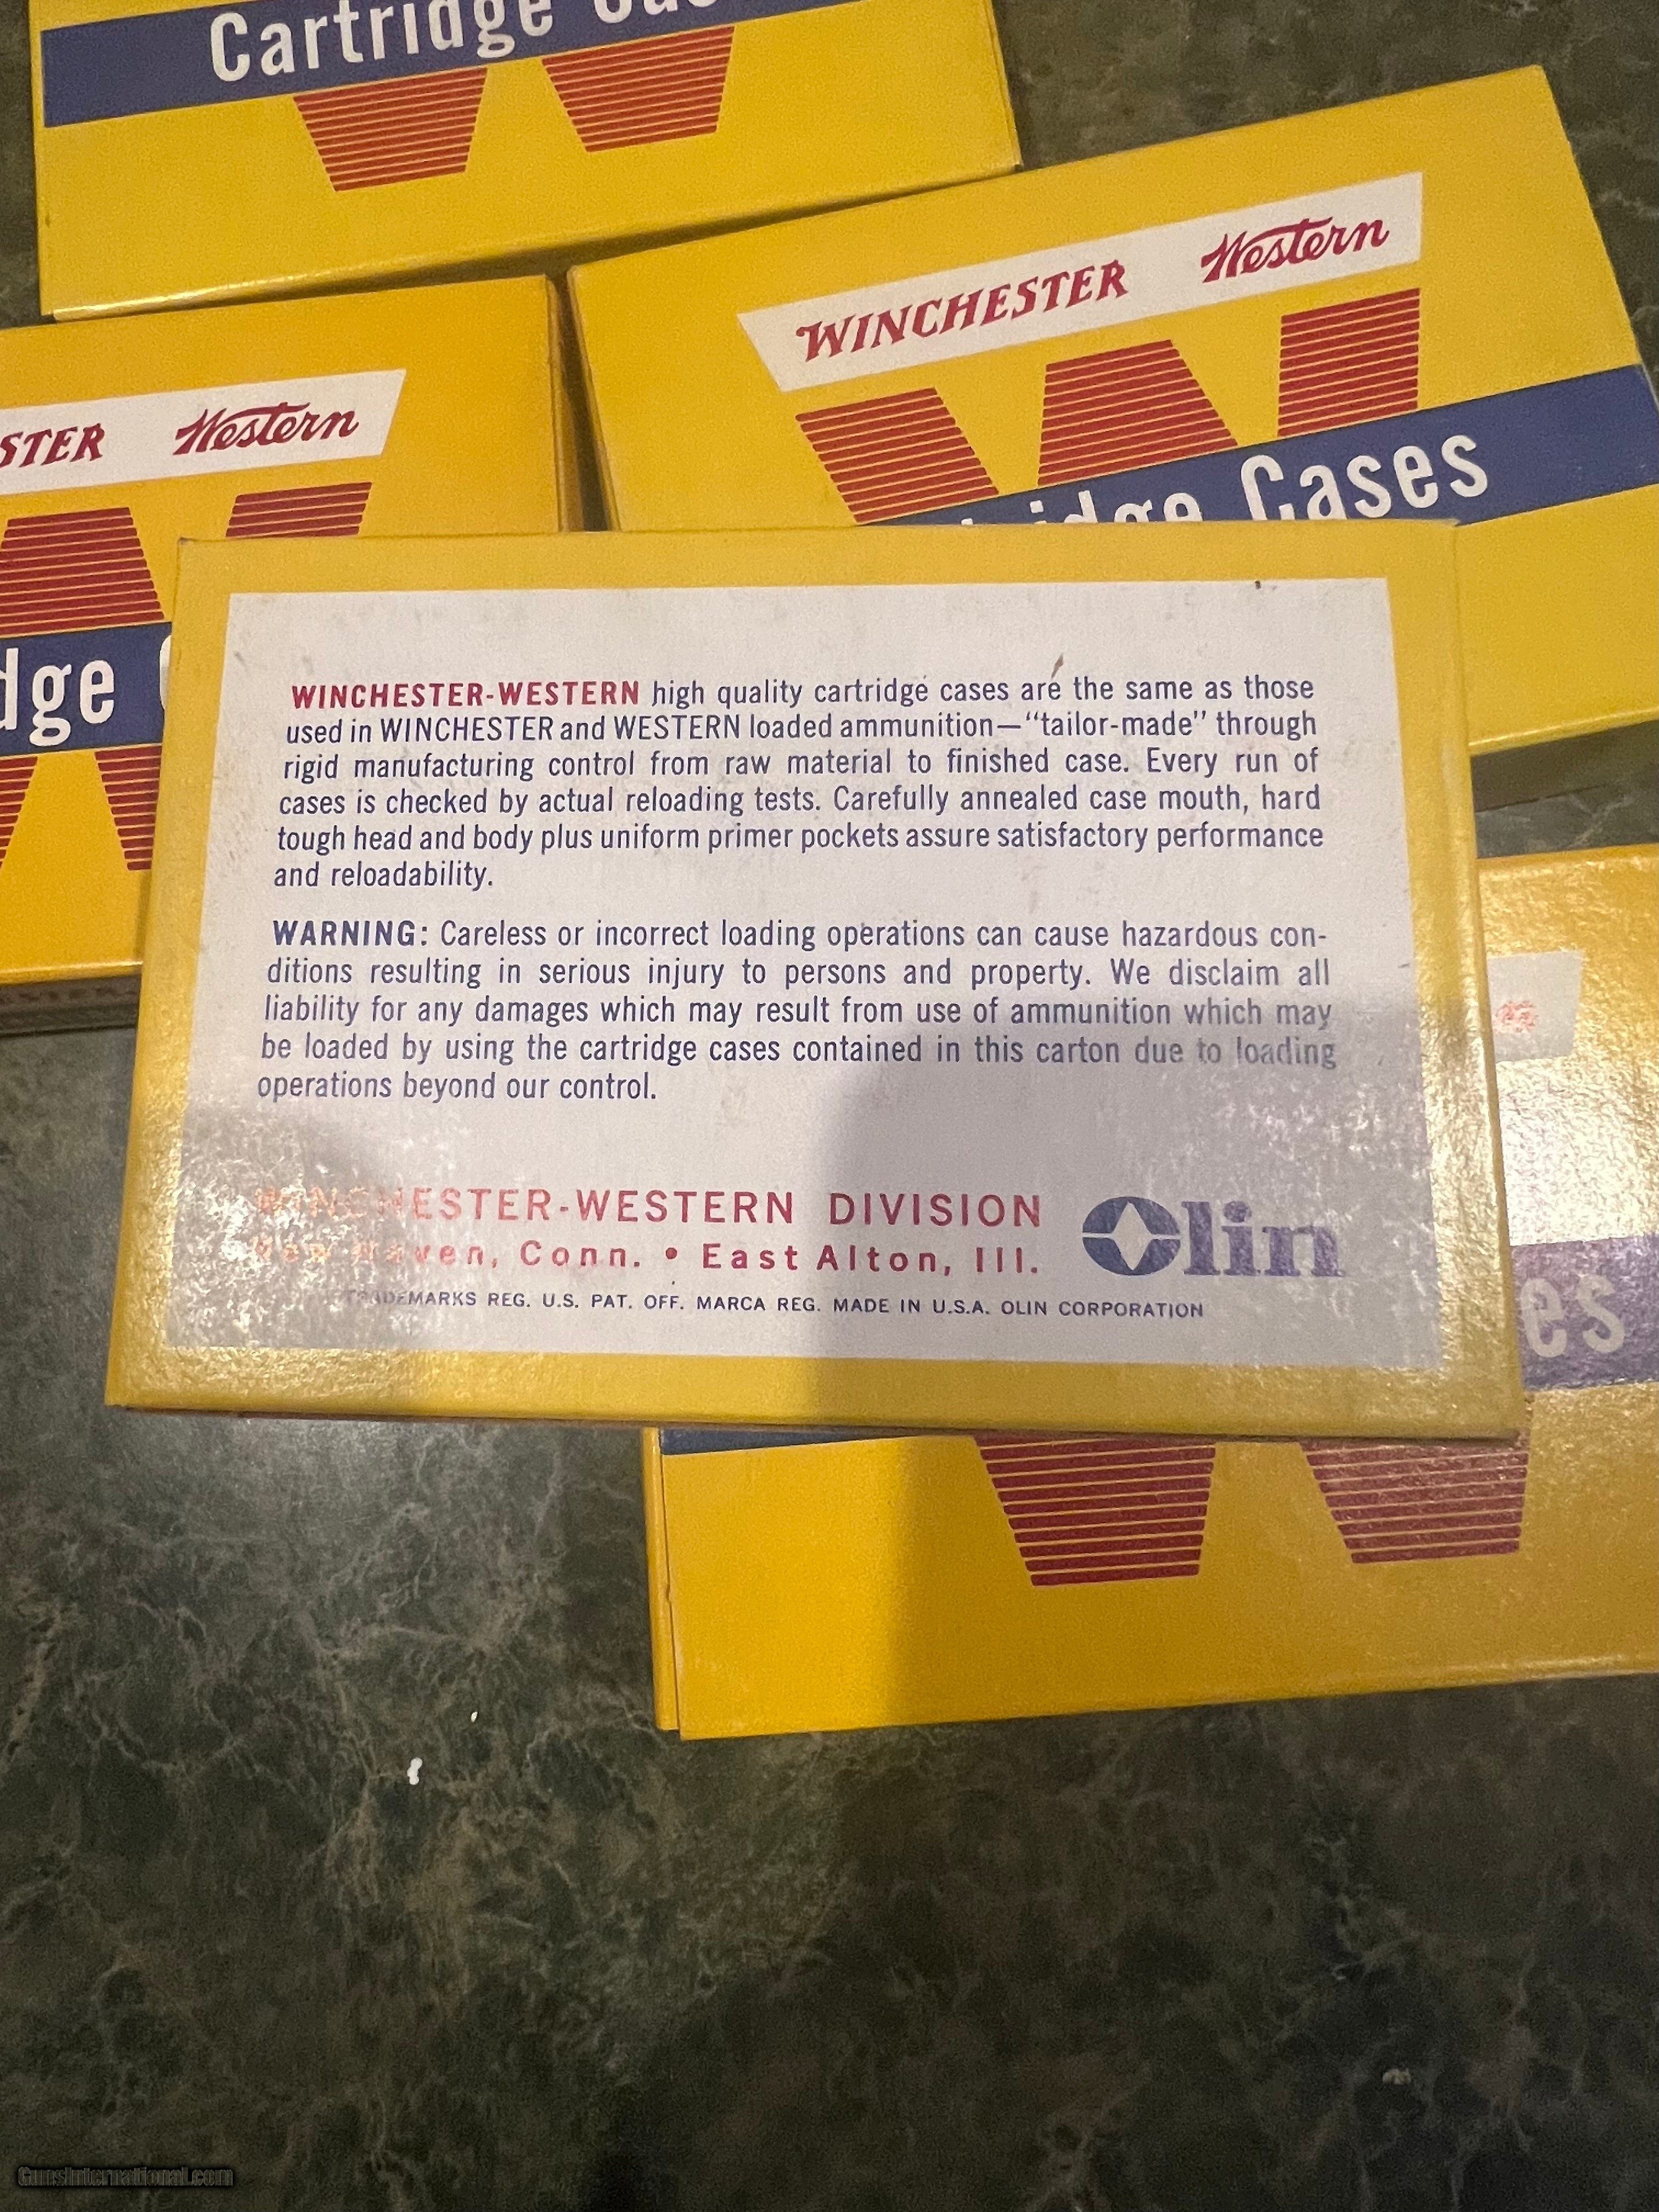 Cartridge
WINCHESTER Western
STER Western
Cases
dge
WINCHESTER-WESTERN high quality cartridge cases are the same as those
used in WINCHESTER and WESTERN loaded ammunition—“tailor-made” through
rigid manufacturing control from raw material to finished case. Every run of
cases is checked by actual reloading tests. Carefully annealed case mouth, hard
tough head and body plus uniform primer pockets assure satisfactory performance
and reloadability.
WARNING: Careless or incorrect loading operations can cause hazardous con-
ditions resulting in serious injury to persons and property. We disclaim all
liability for any damages which may result from use of ammunition which may
be loaded by using the cartridge cases contained in this carton due to loading
operations beyond our control.
WINCHESTER-WESTERN DIVISION
New Haven, Conn. • East Alton, Ill.
Olin
TRADEMARKS REG. U.S. PAT. OFF. MARCA REG. MADE IN U.S.A. OLIN CORPORATION
es
GunsInternational.com